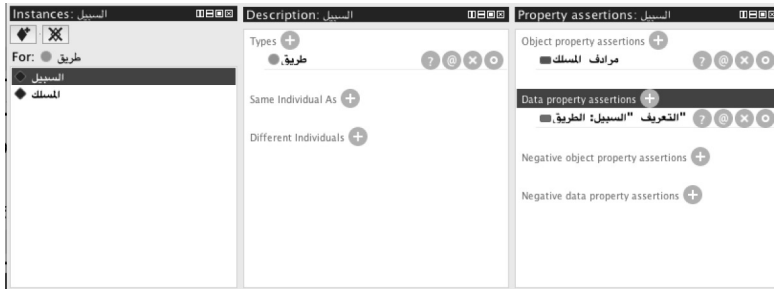 Instances: السبيل
For: طريق
السبيل
المسلك
Description: السبيل
Types
طريق
Same Individual As
Different Individuals
Property assertions: السبيل
Object property assertions
مرادف المسلك
Data property assertions
التعريف "السبيل: الطريق"
Negative object property assertions
Negative data property assertions